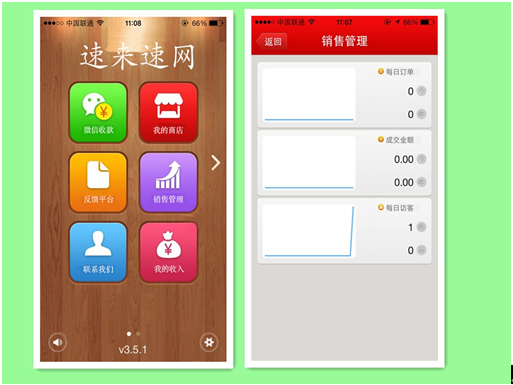 中国联通 11:08 66%
速来速网
微信收款 我的商店
反馈平台 销售管理
联系我们 我的收入
v3.5.1
中国联通 11:07 66%
返回 销售管理
每日订单
0
0
成交金额
0.00
0.00
每日访客
1
0